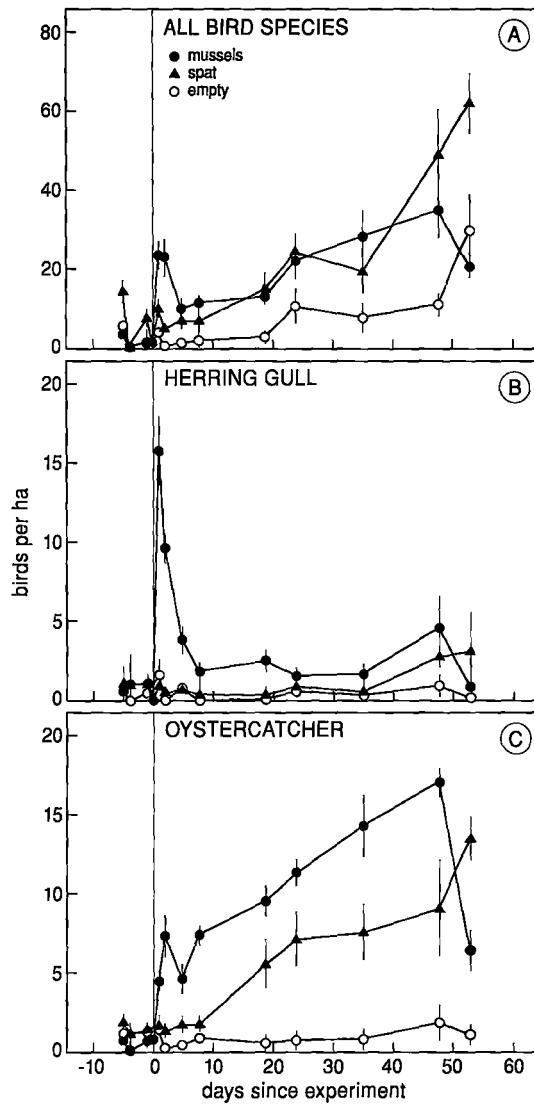 ALL BIRD SPECIES
A
mussels
spat
empty
80
60
40
20
0
HERRING GULL
B
20
15
10
5
0
birds per ha
OYSTERCATCHER
C
20
15
10
5
0
-10 0 10 20 30 40 50 60
days since experiment